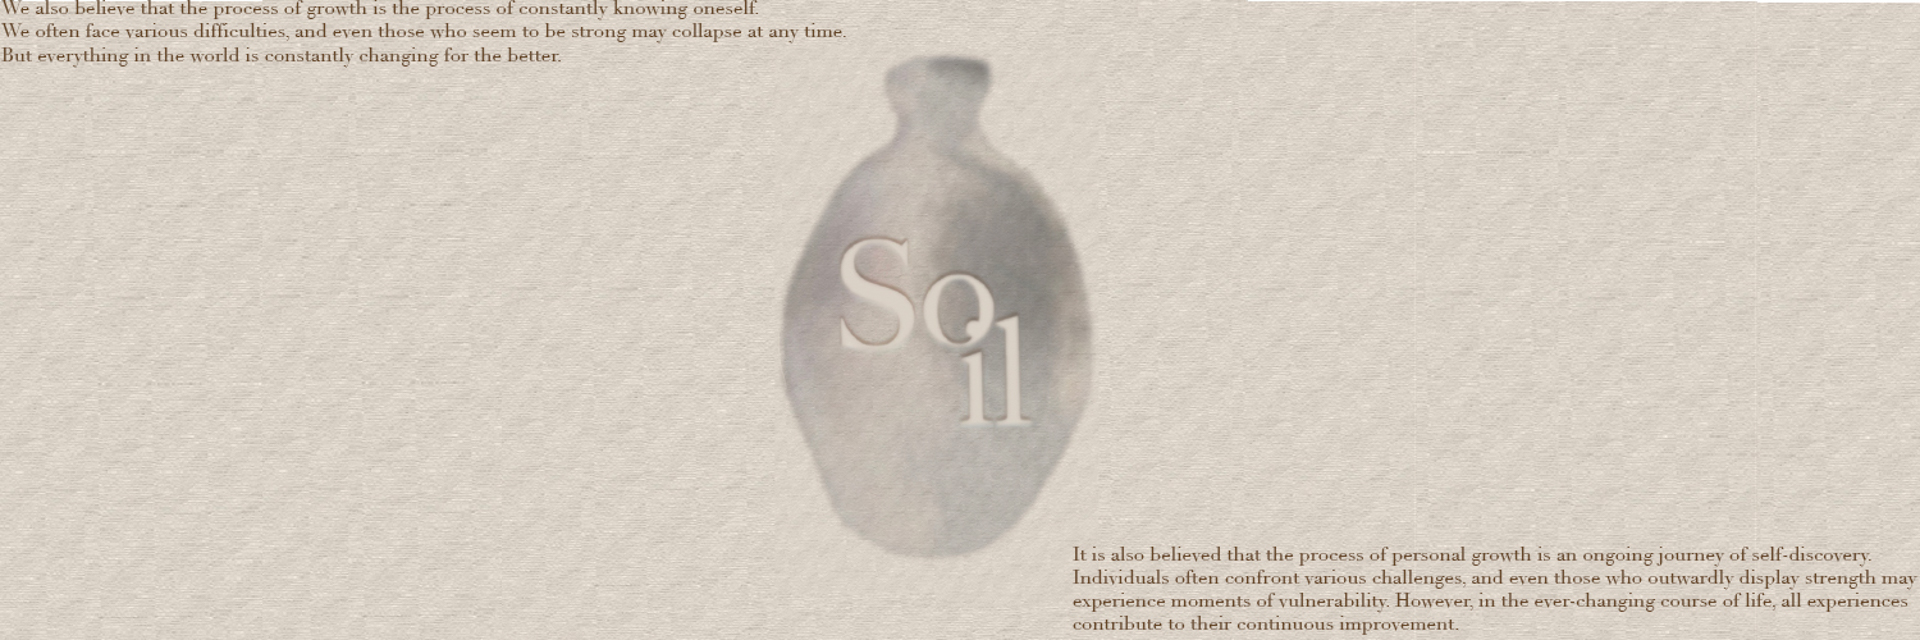 We also believe that the process of growth is the process of constantly knowing oneself.
We often face various difficulties, and even those who seem to be strong may collapse at any time.
But everything in the world is constantly changing for the better.
So
il
It is also believed that the process of personal growth is an ongoing journey of self-discovery.
Individuals often confront various challenges, and even those who outwardly display strength may
experience moments of vulnerability. However, in the ever-changing course of life, all experiences
contribute to their continuous improvement.